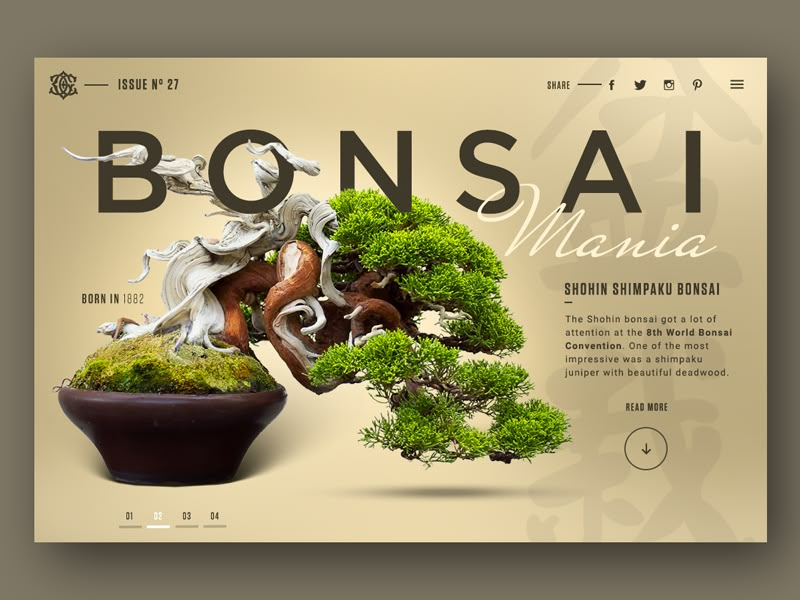 ISSUE Nº 27
SHARE
BONSAI
Mania
BORN IN 1882
SHOHIN SHIMPAKU BONSAI
The Shohin bonsai got a lot of
attention at the 8th World Bonsai
Convention. One of the most
impressive was a shimpaku
juniper with beautiful deadwood.
READ MORE
01 02 03 04